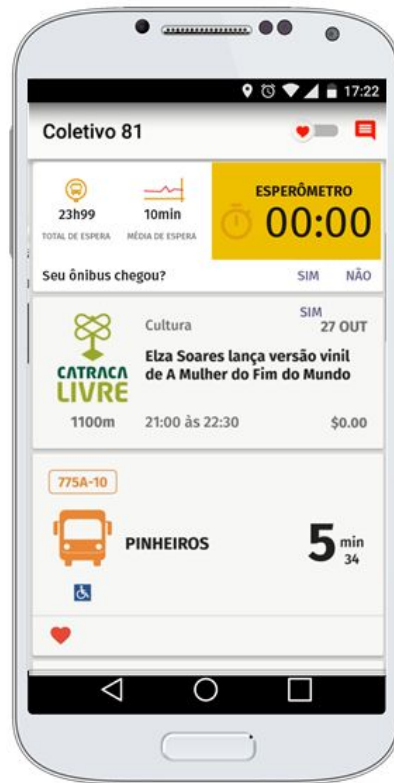 17:22
Coletivo 81
23h99
TOTAL DE ESPERA
10min
MÉDIA DE ESPERA
ESPERÔMETRO
00:00
Seu ônibus chegou? SIM NÃO
SIM
Cultura 27 OUT
Elza Soares lança versão vinil
de A Mulher do Fim do Mundo
CATRACA
LIVRE
1100m 21:00 às 22:30 $0.00
775A-10
PINHEIROS 5 min
34